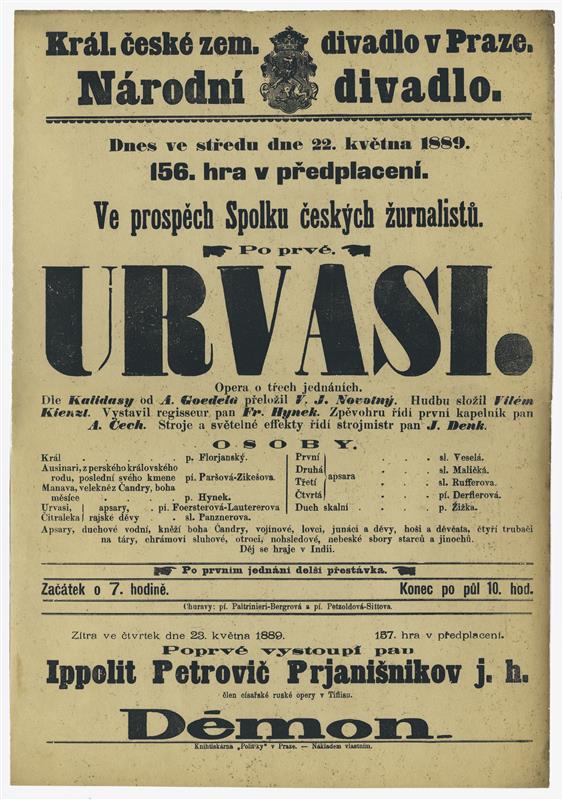 Král. české zem. divadlo v Praze.
Národní divadlo.
Dnes ve středu dne 22. května 1889.
156. hra v předplacení.
Ve prospěch Spolku českých žurnalistů.
Po prvé.
URVASI.
Opera o třech jednáních.
Dle Kalidasy od A. Goedela přeložil V. J. Novotný. Hudbu složil Vilém
Kienzl. Vystavil regisseur pan Fr. Hynek. Zpěvohru řídí první kapelník pan
A. Čech. Stroje a světelné effekty řídí strojmistr pan J. Denk.
OSOBY.
Král . . . . p. Florjanský.
Ausinari, z perského královského
rodu, poslední svého kmene pí. Paršová-Zikešova.
Manava, velekněz Čandry, boha
měsíce . . . p. Hynek.
Urvasi, } apsary, . pí. Foersterová-Lautererova
Čitraleka } rajské děvy . sl. Panznerova.
První } apsara . . . sl. Veselá.
Druhá . . . sl. Maličká.
Třetí . . . sl. Rufferova.
Čtvrtá . . . pí. Derflerová.
Duch skalní . . . p. Žižka.
Apsary, duchové vodní, kněží boha Čandry, vojínové, lovci, junáci a děvy, hoši a děvčata, čtyři trubači
na táry, chrámoví sluhové, otroci, nohsledové, nebeské sbory starců a jinochů.
Děj se hraje v Indii.
Po prvním jednání delší přestávka.
Začátek o 7. hodině. Konec po půl 10. hod.
Churavy: pí. Paltrinieri-Bergrová a pí. Petzoldová-Sittova.
Zítra ve čtvrtek dne 23. května 1889. 157. hra v předplacení.
Poprvé vystoupí pan
Ippolit Petrovič Prjanišnikov j. h.
člen císařské ruské opery v Tiflisu.
Démon.
Knihtiskárna „Politiky“ v Praze. — Nákladem vlastním.